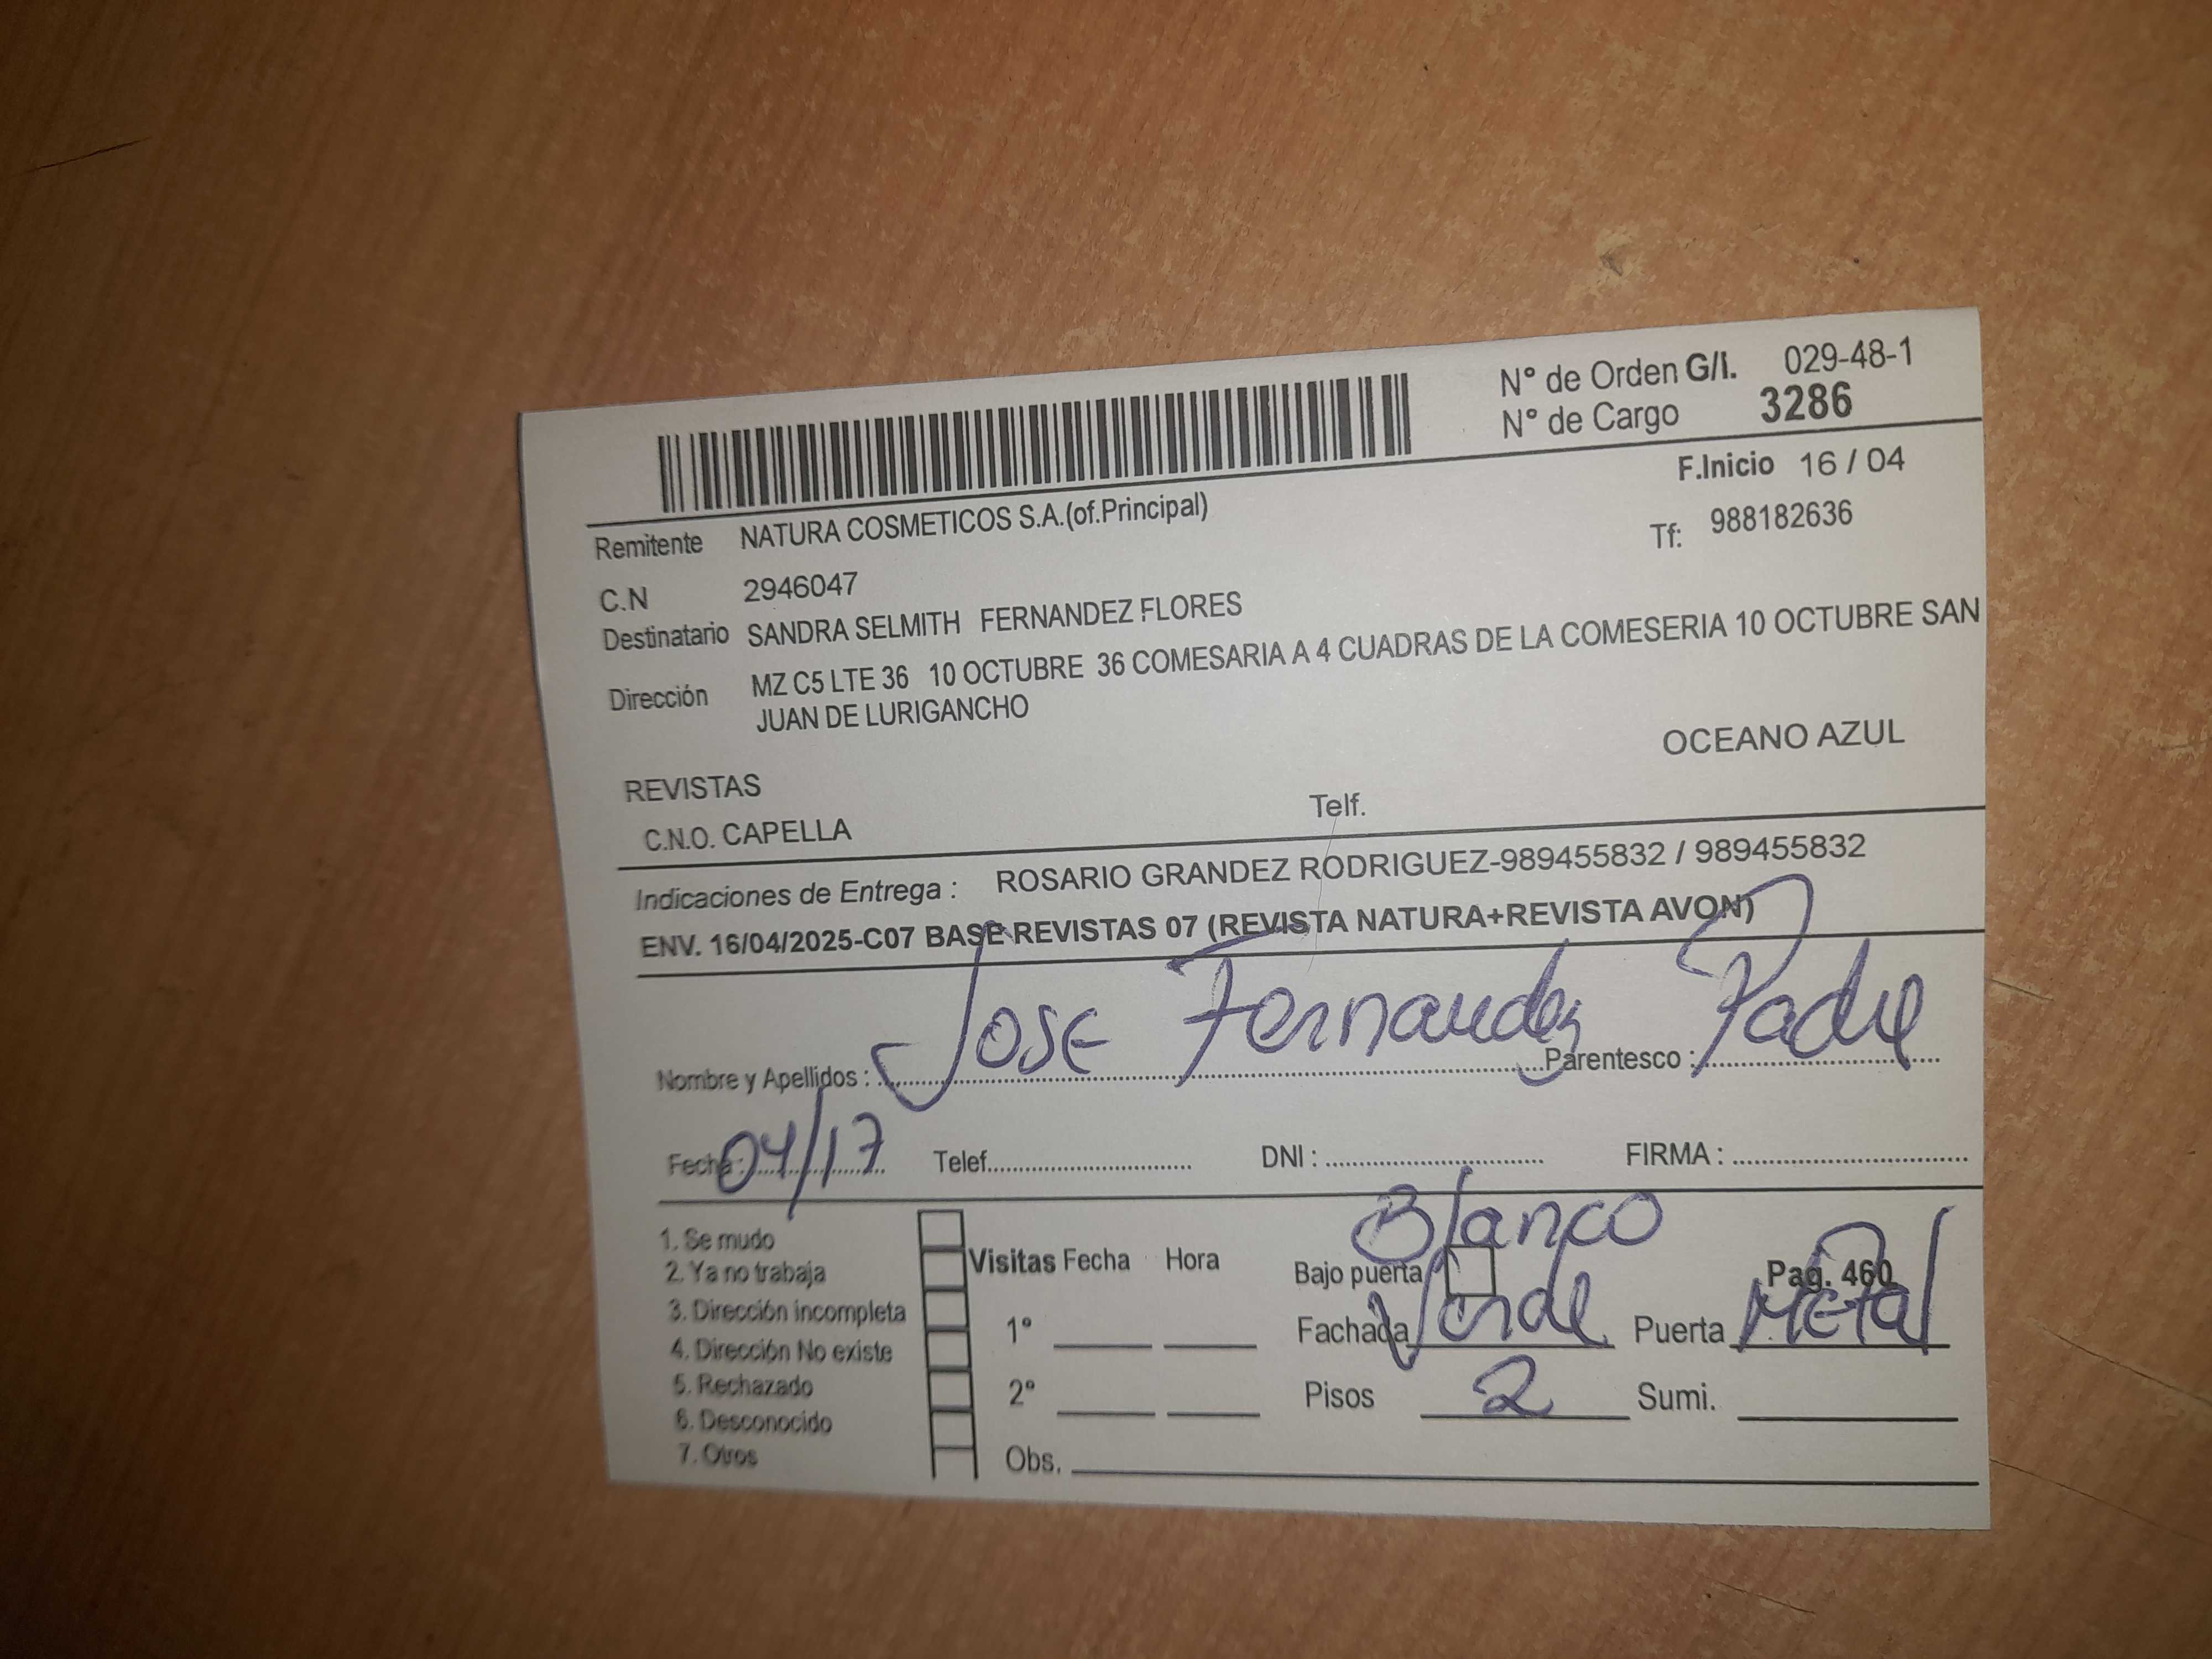 N° de Orden G/I. 029-48-1
N° de Cargo 3286
F.Inicio 16 / 04
Remitente NATURA COSMETICOS S.A.(of.Principal)
Tf: 988182636
C.N 2946047
Destinatario SANDRA SELMITH FERNANDEZ FLORES
Dirección MZ C5 LTE 36 10 OCTUBRE 36 COMESARIA A 4 CUADRAS DE LA COMESERIA 10 OCTUBRE SAN
JUAN DE LURIGANCHO
OCEANO AZUL
REVISTAS
C.N.O. CAPELLA Telf.
Indicaciones de Entrega : ROSARIO GRANDEZ RODRIGUEZ-989455832 / 989455832
ENV. 16/04/2025-C07 BASE REVISTAS 07 (REVISTA NATURA+REVISTA AVON)
Nombre y Apellidos : Jose Fernandez Parentesco : Padre
Fecha : 04/17 Telef. DNI : FIRMA :
1. Se mudo
2. Ya no trabaja
3. Dirección incompleta
4. Dirección No existe
5. Rechazado
6. Desconocido
7. Otros
Visitas Fecha Hora
1°
2°
Obs.
Blanco
Bajo puerta Pag. 460
Fachada Verde Puerta Metal
Pisos 2 Sumi.